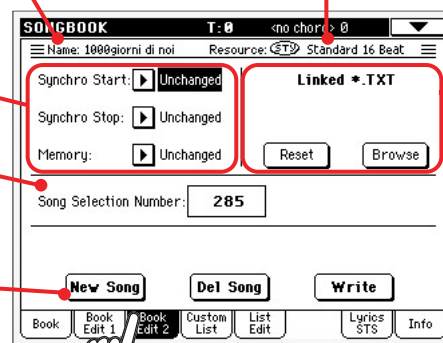 SONGBOOK T:0 <no chord> 0
Name: 1000giorni di noi Resource: STY Standard 16 Beat
Synchro Start: Unchanged Linked *.TXT
Synchro Stop: Unchanged
Memory: Unchanged Reset Browse
Song Selection Number: 285
New Song Del Song Write
Book Book Edit 1 Book Edit 2 Custom List List Edit Lyrics STS Info